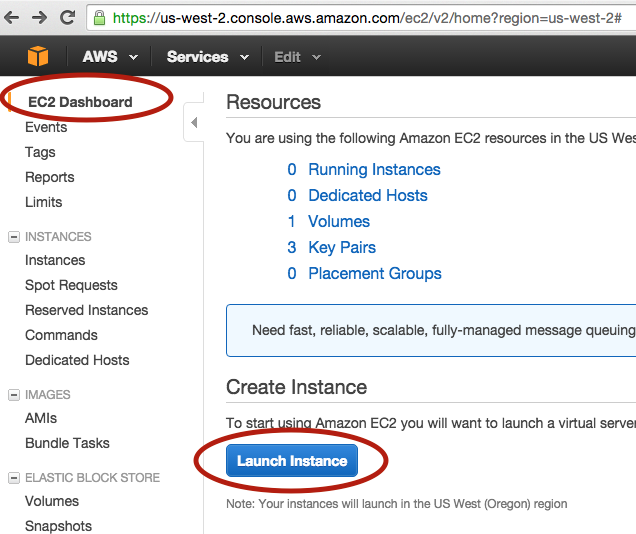 https://us-west-2.console.aws.amazon.com/ec2/v2/home?region=us-west-2#
AWS Services Edit
EC2 Dashboard
Events
Tags
Reports
Limits
INSTANCES
Instances
Spot Requests
Reserved Instances
Commands
Dedicated Hosts
IMAGES
AMIs
Bundle Tasks
ELASTIC BLOCK STORE
Volumes
Snapshots
Resources
You are using the following Amazon EC2 resources in the US Wes
0 Running Instances
0 Dedicated Hosts
1 Volumes
3 Key Pairs
0 Placement Groups
Need fast, reliable, scalable, fully-managed message queuing
Create Instance
To start using Amazon EC2 you will want to launch a virtual server
Launch Instance
Note: Your instances will launch in the US West (Oregon) region